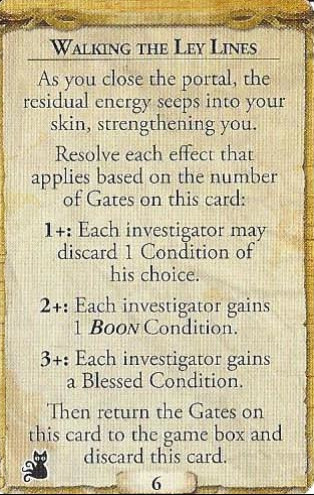 WALKING THE LEY LINES
As you close the portal, the
residual energy seeps into your
skin, strengthening you.
Resolve each effect that
applies based on the number
of Gates on this card:
1+: Each investigator may
discard 1 Condition of
his choice.
2+: Each investigator gains
1 BOON Condition.
3+: Each investigator gains
a Blessed Condition.
Then return the Gates on
this card to the game box and
discard this card.
6